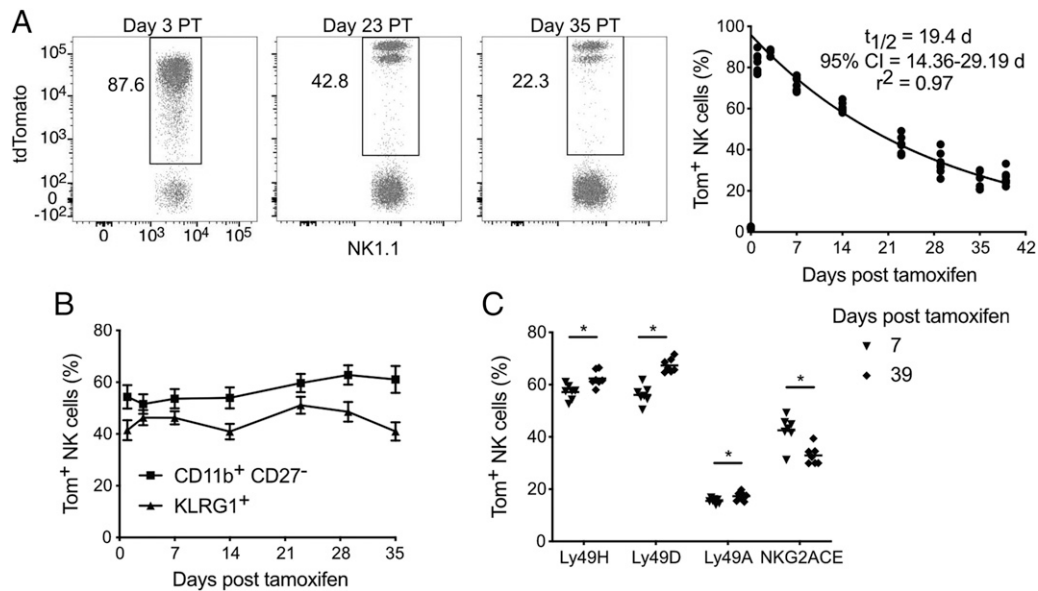 A
Day 3 PT
Day 23 PT
Day 35 PT
tdTomato
10⁵
10⁴
10³
10²
0
-10²
87.6
42.8
22.3
0 10³ 10⁴ 10⁵
NK1.1
Tom⁺ NK cells (%)
100
80
60
40
20
0
t1/2 = 19.4 d
95% CI = 14.36-29.19 d
r² = 0.97
0 7 14 21 28 35 42
Days post tamoxifen
B
Tom⁺ NK cells (%)
80
60
40
20
0
CD11b⁺ CD27⁻
KLRG1⁺
0 7 14 21 28 35
Days post tamoxifen
C
Tom⁺ NK cells (%)
80
60
40
20
0
* * * *
Ly49H Ly49D Ly49A NKG2ACE
Days post tamoxifen
7
39